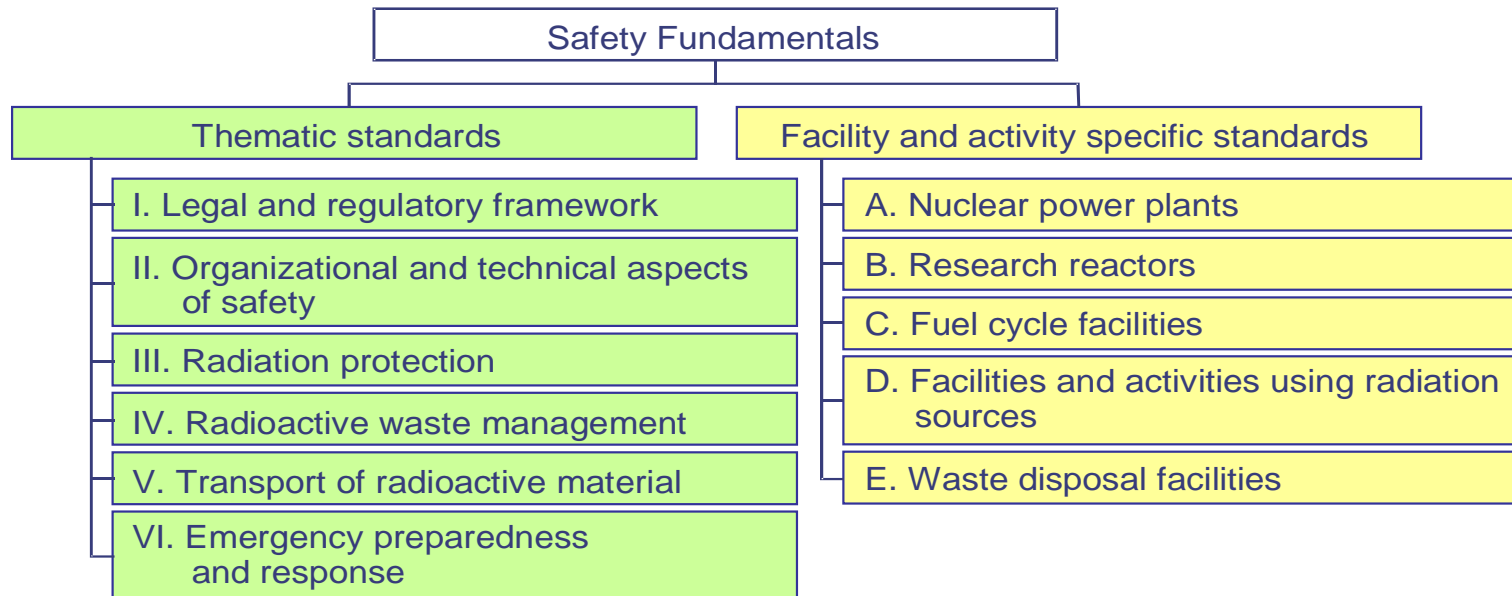 Safety Fundamentals
Thematic standards
I. Legal and regulatory framework
II. Organizational and technical aspects
of safety
III. Radiation protection
IV. Radioactive waste management
V. Transport of radioactive material
VI. Emergency preparedness
and response
Facility and activity specific standards
A. Nuclear power plants
B. Research reactors
C. Fuel cycle facilities
D. Facilities and activities using radiation
sources
E. Waste disposal facilities